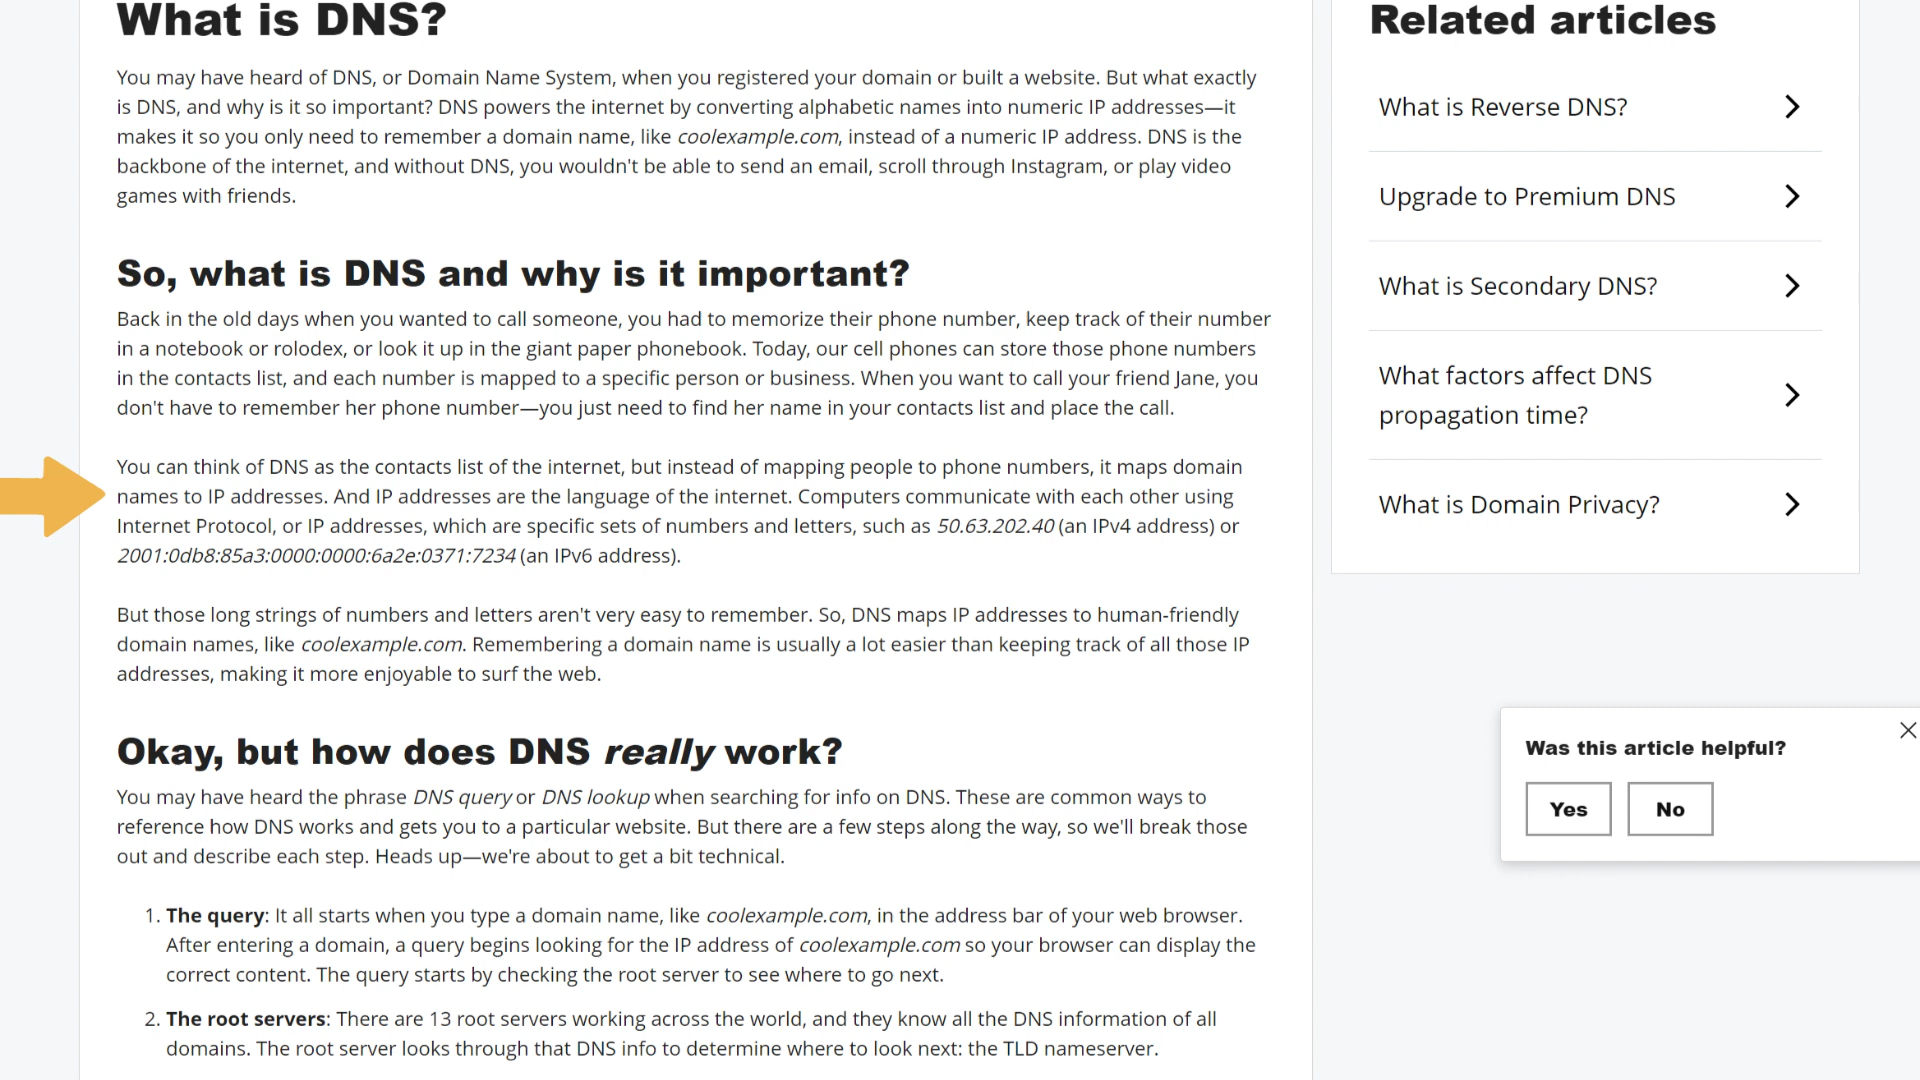 What is DNS?
You may have heard of DNS, or Domain Name System, when you registered your domain or built a website. But what exactly
is DNS, and why is it so important? DNS powers the internet by converting alphabetic names into numeric IP addresses—it
makes it so you only need to remember a domain name, like coolexample.com, instead of a numeric IP address. DNS is the
backbone of the internet, and without DNS, you wouldn't be able to send an email, scroll through Instagram, or play video
games with friends.
So, what is DNS and why is it important?
Back in the old days when you wanted to call someone, you had to memorize their phone number, keep track of their number
in a notebook or rolodex, or look it up in the giant paper phonebook. Today, our cell phones can store those phone numbers
in the contacts list, and each number is mapped to a specific person or business. When you want to call your friend Jane, you
don't have to remember her phone number—you just need to find her name in your contacts list and place the call.
You can think of DNS as the contacts list of the internet, but instead of mapping people to phone numbers, it maps domain
names to IP addresses. And IP addresses are the language of the internet. Computers communicate with each other using
Internet Protocol, or IP addresses, which are specific sets of numbers and letters, such as 50.63.202.40 (an IPv4 address) or
2001:0db8:85a3:0000:0000:6a2e:0371:7234 (an IPv6 address).
But those long strings of numbers and letters aren't very easy to remember. So, DNS maps IP addresses to human-friendly
domain names, like coolexample.com. Remembering a domain name is usually a lot easier than keeping track of all those IP
addresses, making it more enjoyable to surf the web.
Okay, but how does DNS really work?
You may have heard the phrase DNS query or DNS lookup when searching for info on DNS. These are common ways to
reference how DNS works and gets you to a particular website. But there are a few steps along the way, so we'll break those
out and describe each step. Heads up—we're about to get a bit technical.
1. The query: It all starts when you type a domain name, like coolexample.com, in the address bar of your web browser.
After entering a domain, a query begins looking for the IP address of coolexample.com so your browser can display the
correct content. The query starts by checking the root server to see where to go next.
2. The root servers: There are 13 root servers working across the world, and they know all the DNS information of all
domains. The root server looks through that DNS info to determine where to look next: the TLD nameserver.
Related articles
What is Reverse DNS?
Upgrade to Premium DNS
What is Secondary DNS?
What factors affect DNS
propagation time?
What is Domain Privacy?
Was this article helpful?
Yes
No